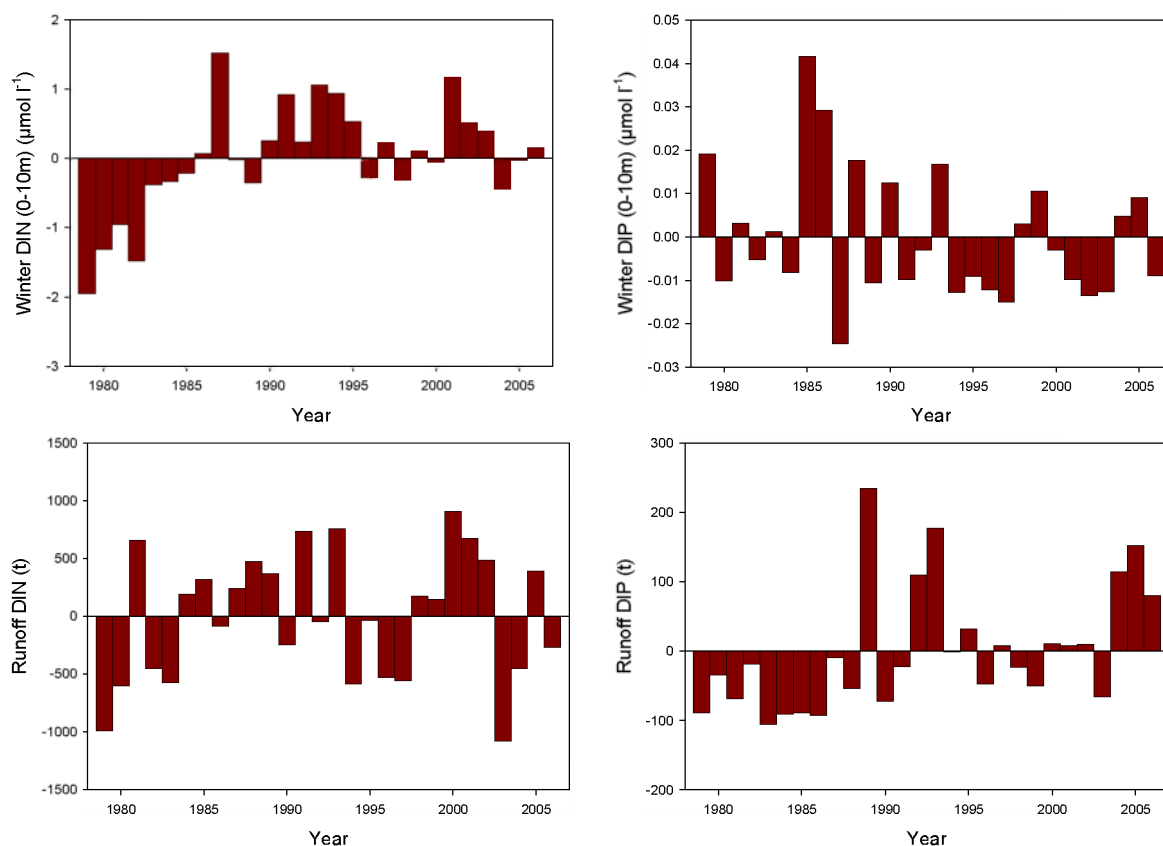 Winter DIN (0-10m) (µmol l⁻¹)
2
1
0
-1
-2
-3
1980 1985 1990 1995 2000 2005
Year
Winter DIP (0-10m) (µmol l⁻¹)
0.05
0.04
0.03
0.02
0.01
0.00
-0.01
-0.02
-0.03
1980 1985 1990 1995 2000 2005
Year
Runoff DIN (t)
1500
1000
500
0
-500
-1000
-1500
1980 1985 1990 1995 2000 2005
Year
Runoff DIP (t)
300
200
100
0
-100
-200
1980 1985 1990 1995 2000 2005
Year